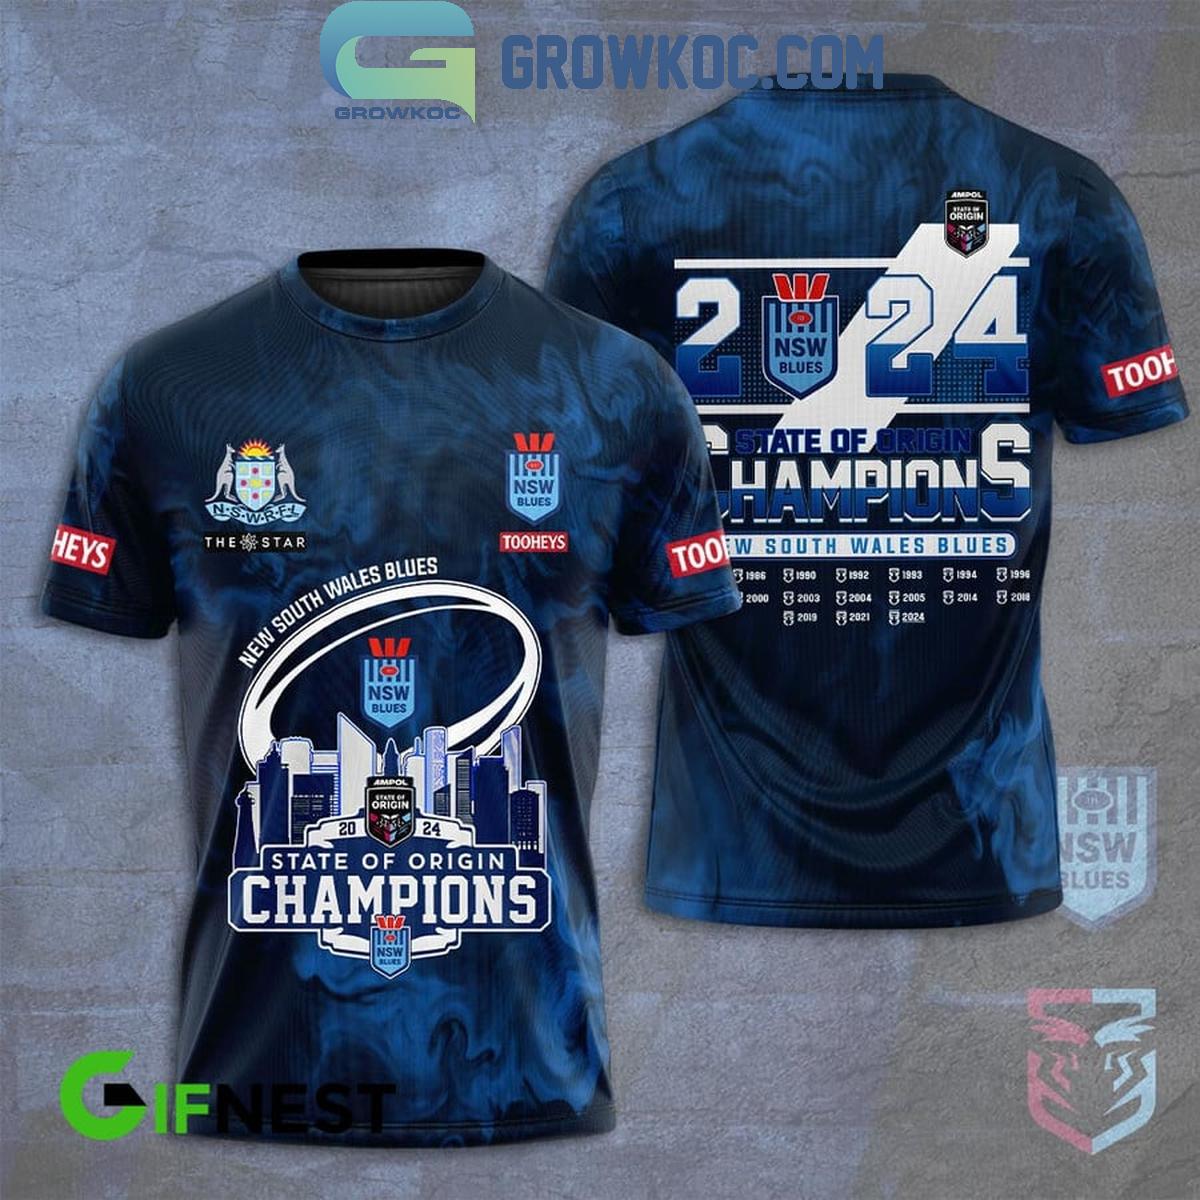 GROWKOC.COM
GROWKOC
N·S·W·R·F·L
THE STAR
NSW
BLUES
TOOHEYS
HEYS
TOOH
NEW SOUTH WALES BLUES
NSW
BLUES
AMPOL
STATE OF
ORIGIN
20 24
STATE OF ORIGIN
CHAMPIONS
NSW
BLUES
AMPOL
STATE OF
ORIGIN
2 24
NSW
BLUES
TOOH
STATE OF ORIGIN
CHAMPIONS
EW SOUTH WALES BLUES
1986 1990 1992 1993 1994 1996
2000 2003 2004 2005 2014 2018
2019 2021 2024
NSW
BLUES
GIFNEST